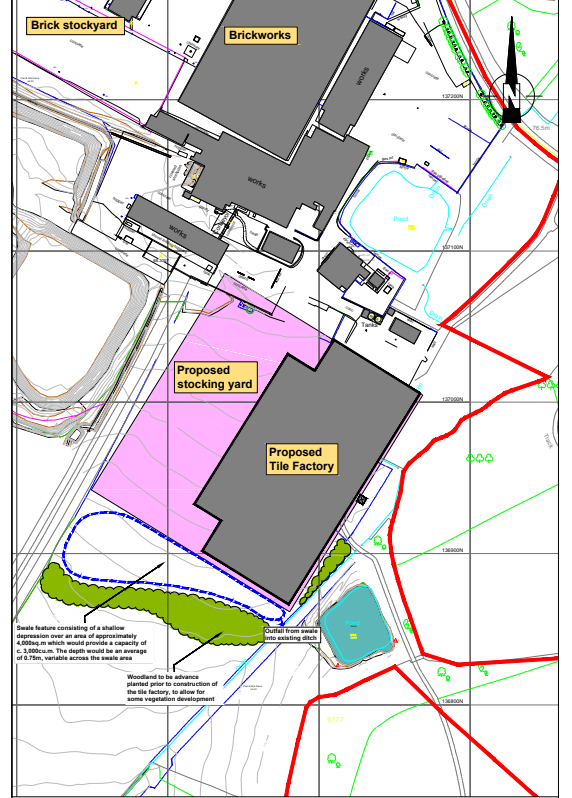 Brick stockyard
Brickworks
works
137200N
76.5m
works
Pond
Drain
works
137100N
Tanks
Proposed
stocking yard
137000N
Track
Proposed
Tile Factory
136900N
Swale feature consisting of a shallow
depression over an area of approximately
4,000sq.m which would provide a capacity of
c. 3,000cu.m. The depth would be an average
of 0.75m, variable across the swale area
Outfall from swale
into existing ditch
Pond
Woodland to be advance
planted prior to construction of
the tile factory, to allow for
some vegetation development
136800N